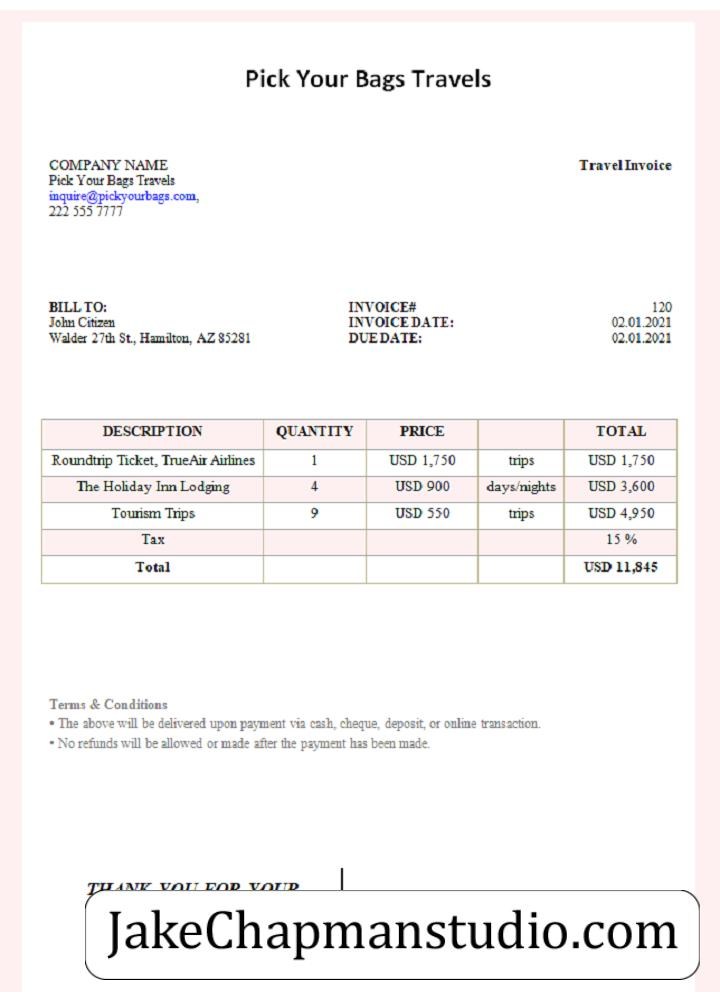 Pick Your Bags Travels
COMPANY NAME
Travel Invoice
Pick Your Bags Travels
inquire@pickyourbags.com,
222 555 7777
BILL TO:
John Citizen
Walder 27th St., Hamilton, AZ 85281
INVOICE# 120
INVOICE DATE: 02.01.2021
DUE DATE: 02.01.2021
DESCRIPTION QUANTITY PRICE TOTAL
Roundtrip Ticket, TrueAir Airlines 1 USD 1,750 trips USD 1,750
The Holiday Inn Lodging 4 USD 900 days/nights USD 3,600
Tourism Trips 9 USD 550 trips USD 4,950
Tax 15 %
Total USD 11,845
Terms & Conditions
• The above will be delivered upon payment via cash, cheque, deposit, or online transaction.
• No refunds will be allowed or made after the payment has been made.
THANK YOU FOR YOUR
JakeChapmanstudio.com